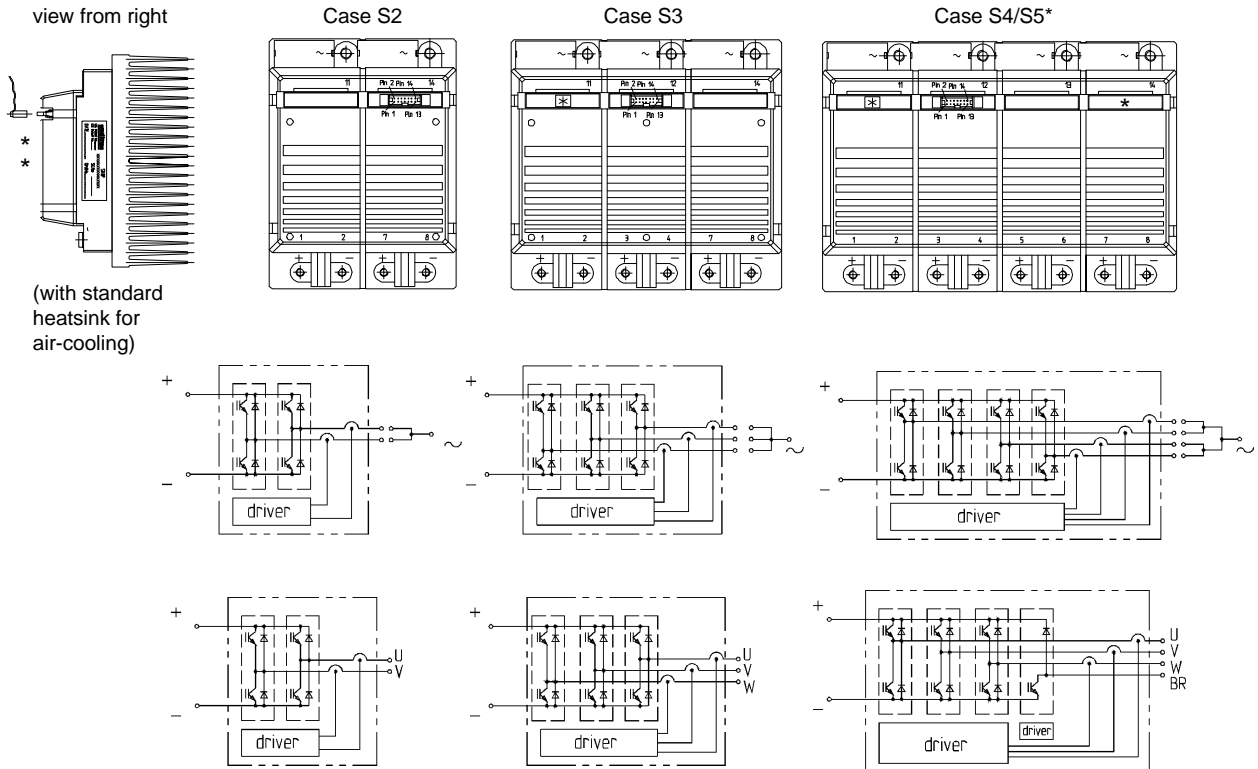 view from right
Case S2
Case S3
Case S4/S5*
~ ~
~ ~ ~
~ ~ ~ ~
11 Pin 2 Pin 14 14
Pin 1 Pin 13
11 Pin 2 Pin 14 12 14
* Pin 1 Pin 13
11 Pin 2 Pin 14 12 13 14
* Pin 1 Pin 13 *
*
*
1 2 7 8
1 2 3 4 7 8
1 2 3 4 5 6 7 8
+ − + −
+ − + − + −
+ − + − + − + −
(with standard
heatsink for
air-cooling)
+
−
~
driver
+
−
~
driver
+
−
~
driver
+
−
U
V
driver
+
−
U
V
W
driver
+
−
U
V
W
BR
driver
driver